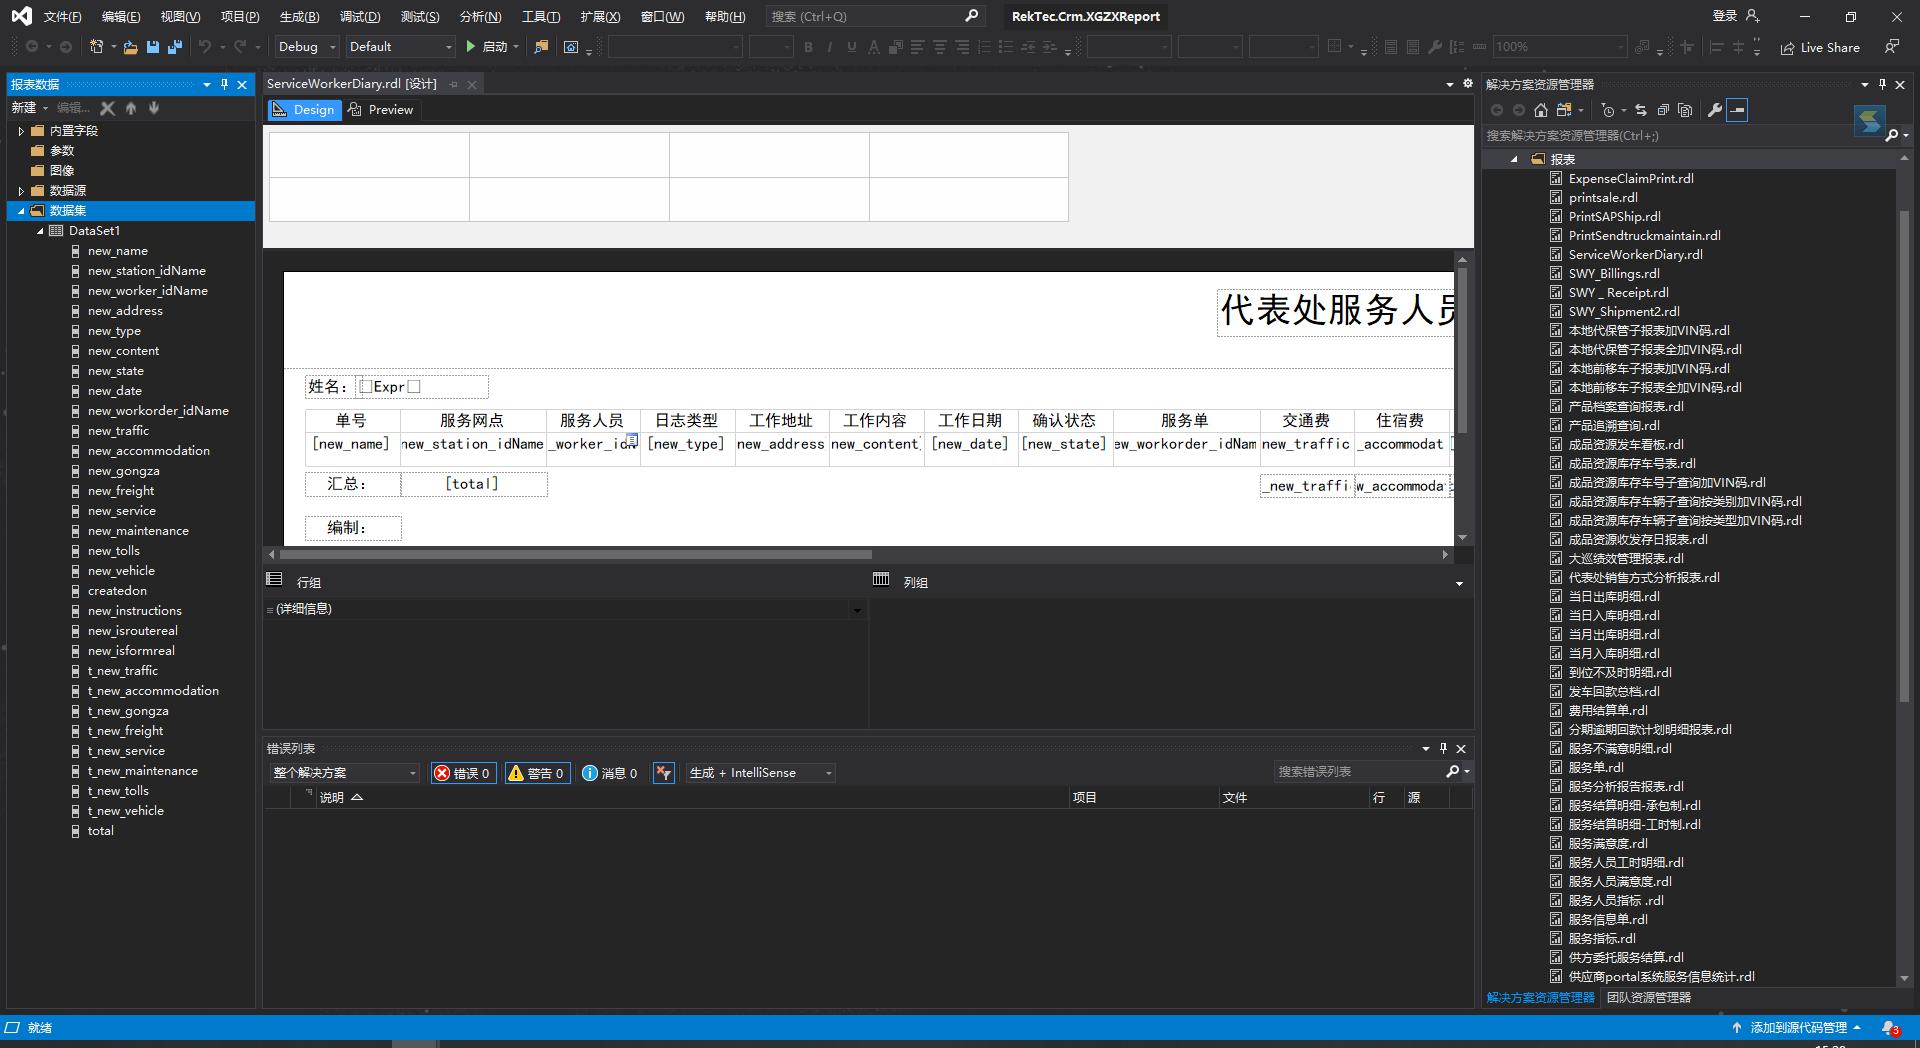 文件(F) 编辑(E) 视图(V) 项目(P) 生成(B) 调试(D) 测试(S) 分析(N) 工具(T) 扩展(X) 窗口(W) 帮助(H) 搜索 (Ctrl+Q) RekTec.Crm.XGZXReport 登录
Debug Default 启动 B I U A 100% Live Share
报表数据
新建 编辑...
内置字段
参数
图像
数据源
数据集
DataSet1
new_name
new_station_idName
new_worker_idName
new_address
new_type
new_content
new_state
new_date
new_workorder_idName
new_traffic
new_accommodation
new_gongza
new_freight
new_service
new_maintenance
new_tolls
new_vehicle
createdon
new_instructions
new_isroutereal
new_isformreal
t_new_traffic
t_new_accommodation
t_new_gongza
t_new_freight
t_new_service
t_new_maintenance
t_new_tolls
t_new_vehicle
total
ServiceWorkerDiary.rdl [设计]
Design Preview
代表处服务人员
姓名: Expr
单号 服务网点 服务人员 日志类型 工作地址 工作内容 工作日期 确认状态 服务单 交通费 住宿费
[new_name] new_station_idName _worker_id [new_type] new_address new_content [new_date] [new_state] ew_workorder_idNam new_traffic _accommodat
汇总: [total] _new_traffi w_accommoda
编制:
行组 列组
(详细信息)
错误列表
整个解决方案 错误 0 警告 0 消息 0 生成 + IntelliSense 搜索错误列表
说明 项目 文件 行 源
解决方案资源管理器
搜索解决方案资源管理器(Ctrl+;)
报表
ExpenseClaimPrint.rdl
printsale.rdl
PrintSAPShip.rdl
PrintSendtruckmaintain.rdl
ServiceWorkerDiary.rdl
SWY_Billings.rdl
SWY _ Receipt.rdl
SWY_Shipment2.rdl
本地代保管子报表加VIN码.rdl
本地代保管子报表全加VIN码.rdl
本地前移车子报表加VIN码.rdl
本地前移车子报表全加VIN码.rdl
产品档案查询报表.rdl
产品追溯查询.rdl
成品资源发车看板.rdl
成品资源库存车号表.rdl
成品资源库存车号子查询加VIN码.rdl
成品资源库存车辆子查询按类别加VIN码.rdl
成品资源库存车辆子查询按类型加VIN码.rdl
成品资源收发存日报表.rdl
大巡绩效管理报表.rdl
代表处销售方式分析报表.rdl
当日出库明细.rdl
当日入库明细.rdl
当月出库明细.rdl
当月入库明细.rdl
到位不及时明细.rdl
发车回款总档.rdl
费用结算单.rdl
分期逾期回款计划明细报表.rdl
服务不满意明细.rdl
服务单.rdl
服务分析报告报表.rdl
服务结算明细-承包制.rdl
服务结算明细-工时制.rdl
服务满意度.rdl
服务人员工时明细.rdl
服务人员满意度.rdl
服务人员指标 .rdl
服务信息单.rdl
服务指标.rdl
供方委托服务结算.rdl
供应商portal系统服务信息统计.rdl
解决方案资源管理器 团队资源管理器
就绪 添加到源代码管理 3